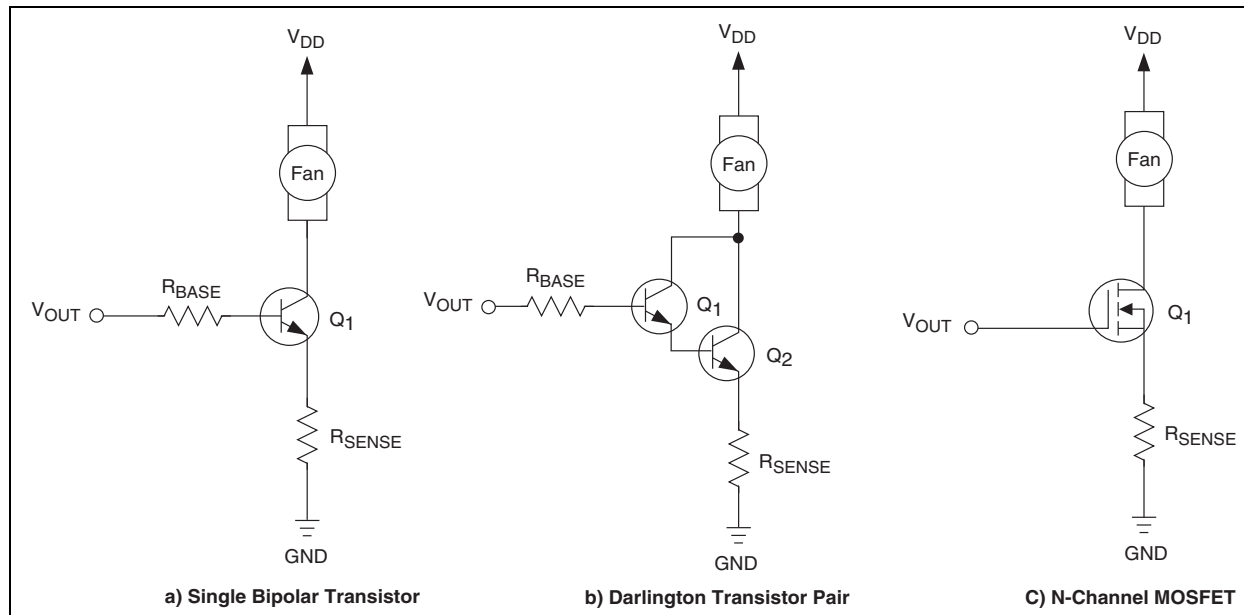 VDD
Fan
RBASE
VOUT
Q1
RSENSE
GND
a) Single Bipolar Transistor
VDD
Fan
RBASE
VOUT
Q1
Q2
RSENSE
GND
b) Darlington Transistor Pair
VDD
Fan
VOUT
Q1
RSENSE
GND
C) N-Channel MOSFET